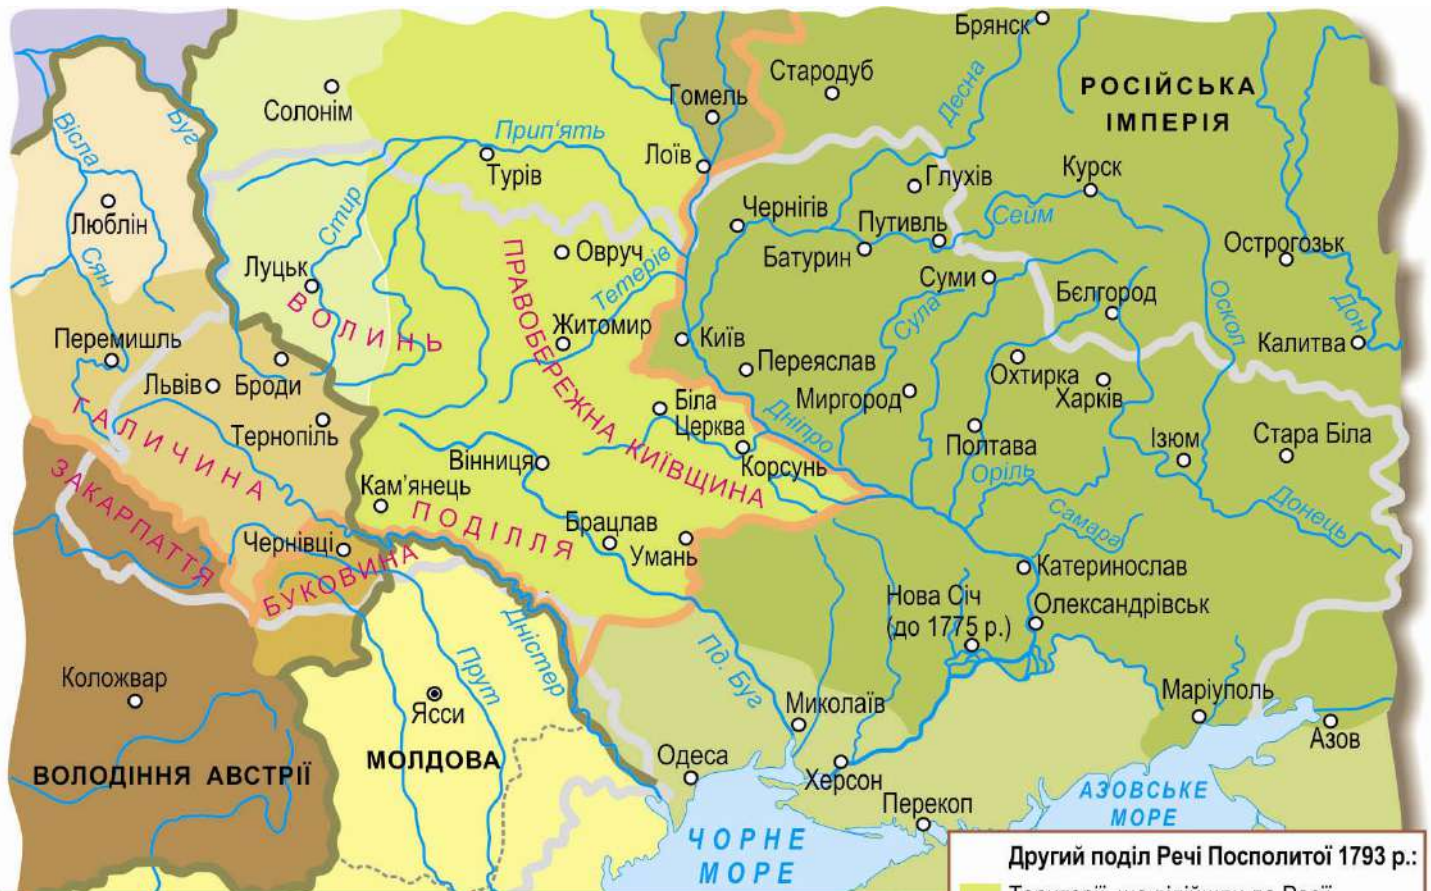 Брянск
Стародуб
Десна
РОСІЙСЬКА
ІМПЕРІЯ
Солонім
Гомель
Буг
Вісла
Прип'ять
Лоїв
Турів
Глухів
Курск
Люблін
Стир
Чернігів
Путивль
Сейм
Батурин
Острогозьк
Сян
Луцьк
Овруч
Тетерів
Суми
Бєлгород
Оскол
Дон
ВОЛИНЬ
ПРАВОБЕРЕЖНА КИЇВЩИНА
Житомир
Київ
Сула
Перемишль
Калитва
Переяслав
Львів
Броди
Миргород
Охтирка
Харків
Біла
Церква
Дніпро
ГАЛИЧИНА
Тернопіль
Полтава
Ізюм
Стара Біла
Вінниця
Корсунь
Оріль
ЗАКАРПАТТЯ
Кам'янець
ПОДІЛЛЯ
Самара
Донець
Брацлав
Чернівці
Умань
БУКОВИНА
Катеринослав
Нова Січ
(до 1775 р.)
Олександрівськ
Дністер
Прут
Пд. Буг
Коложвар
Ясси
Миколаїв
Маріуполь
Азов
МОЛДОВА
ВОЛОДІННЯ АВСТРІЇ
Одеса
Херсон
Перекоп
АЗОВСЬКЕ
МОРЕ
ЧОРНЕ
МОРЕ
Другий поділ Речі Посполитої 1793 р.: